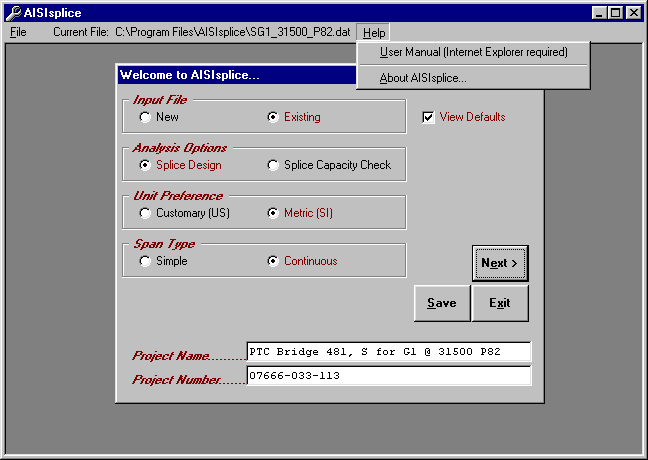 AISIsplice
File Current File: C:\Program Files\AISIsplice\SG1_31500_P82.dat Help
User Manual (Internet Explorer required)
About AISIsplice...
Welcome to AISIsplice...
Input File
New Existing View Defaults
Analysis Options
Splice Design Splice Capacity Check
Unit Preference
Customary (US) Metric (SI)
Span Type
Simple Continuous
Next >
Save Exit
Project Name PTC Bridge 481, S for G1 @ 31500 P82
Project Number 07666-033-113